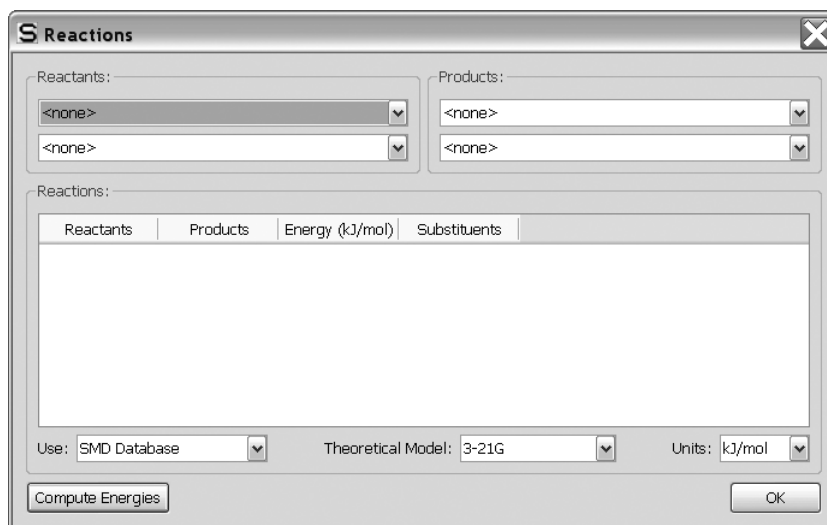 S Reactions
Reactants: Products:
<none> <none>
<none> <none>
Reactions:
Reactants Products Energy (kJ/mol) Substituents
Use: SMD Database Theoretical Model: 3-21G Units: kJ/mol
Compute Energies OK